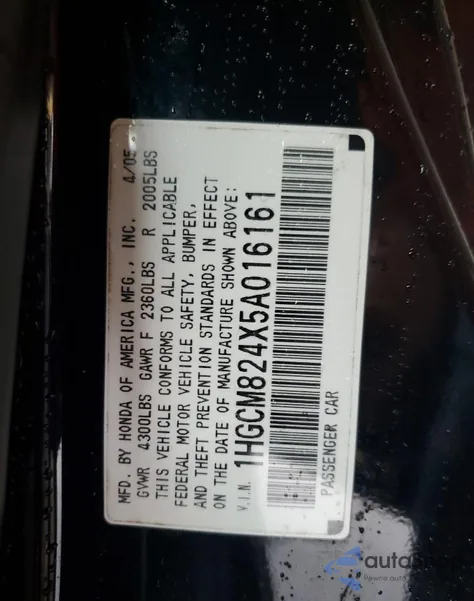 MFD. BY HONDA OF AMERICA MFG., INC. 4/05
GVWR 4300LBS GAWR F 2360LBS R 2005LBS
THIS VEHICLE CONFORMS TO ALL APPLICABLE
FEDERAL MOTOR VEHICLE SAFETY, BUMPER,
AND THEFT PREVENTION STANDARDS IN EFFECT
ON THE DATE OF MANUFACTURE SHOWN ABOVE:
V.I.N. 1HGCM824X5A016161
PASSENGER CAR